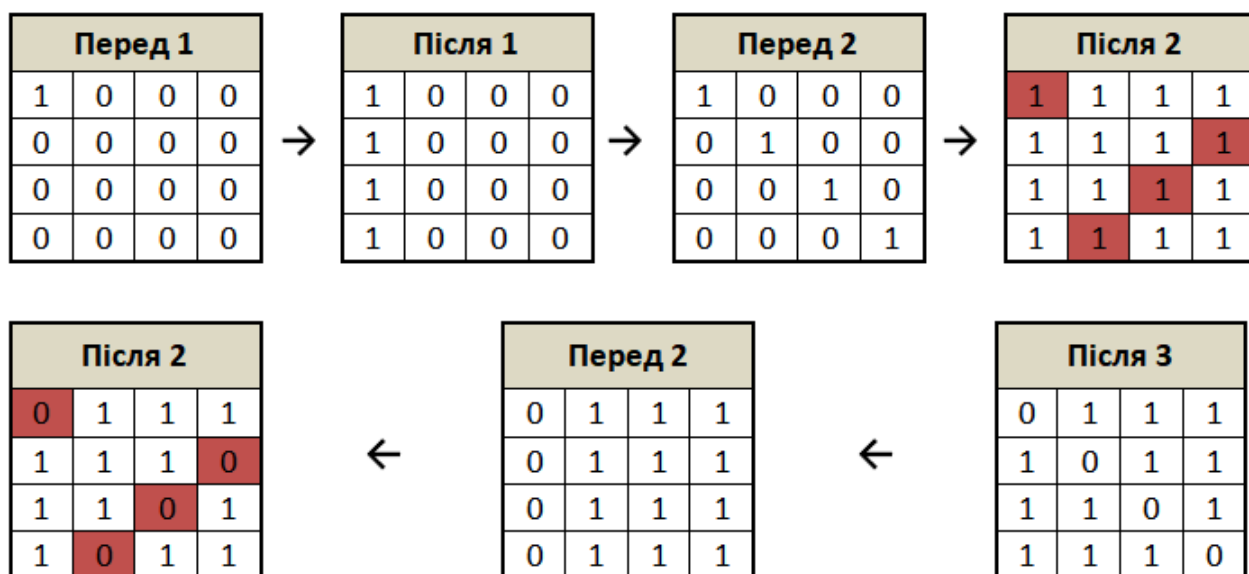 Перед 1 Після 1 Перед 2 Після 2
1 0 0 0 1 0 0 0 1 0 0 0 1 1 1 1
0 0 0 0 → 1 0 0 0 → 0 1 0 0 → 1 1 1 1
0 0 0 0 1 0 0 0 0 0 1 0 1 1 1 1
0 0 0 0 1 0 0 0 0 0 0 1 1 1 1 1
Після 2 Перед 2 Після 3
0 1 1 1 0 1 1 1 0 1 1 1
1 1 1 0 ← 0 1 1 1 ← 1 0 1 1
1 1 0 1 0 1 1 1 1 1 0 1
1 0 1 1 0 1 1 1 1 1 1 0